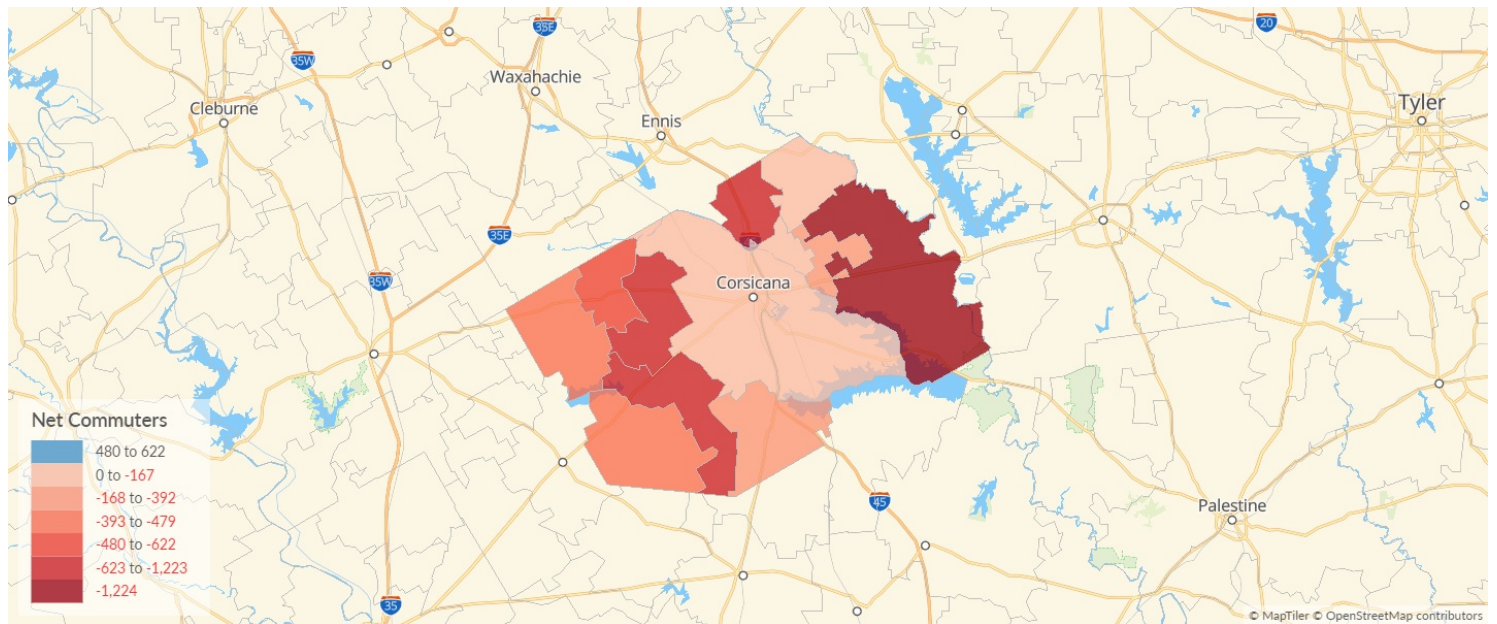 35E
20
35W
Waxahachie
Cleburne
Tyler
Ennis
35E
35W
Corsicana
Net Commuters
480 to 622
0 to -167
-168 to -392
-393 to -479
-480 to -622
-623 to -1,223
-1,224
45
Palestine
35
© MapTiler © OpenStreetMap contributors